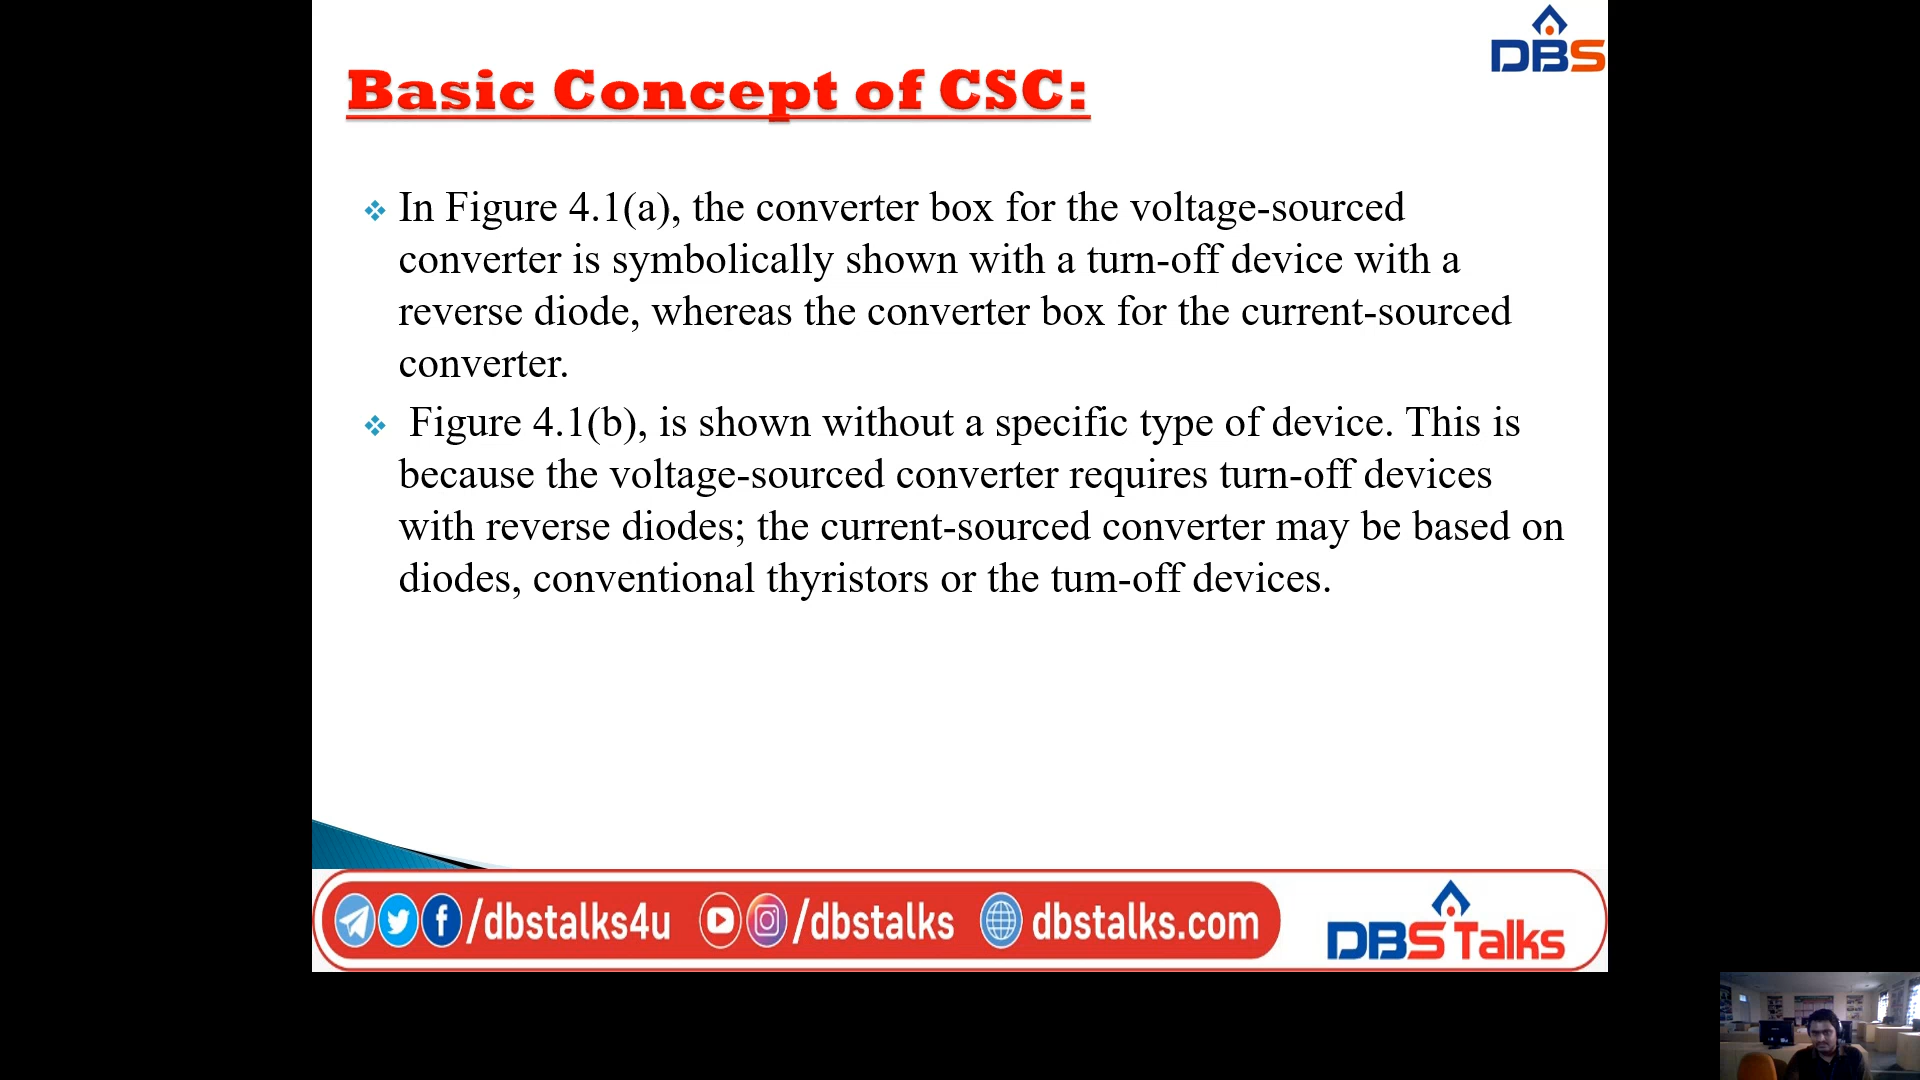 DBS
Basic Concept of CSC:
In Figure 4.1(a), the converter box for the voltage-sourced
converter is symbolically shown with a turn-off device with a
reverse diode, whereas the converter box for the current-sourced
converter.
Figure 4.1(b), is shown without a specific type of device. This is
because the voltage-sourced converter requires turn-off devices
with reverse diodes; the current-sourced converter may be based on
diodes, conventional thyristors or the tum-off devices.
/dbstalks4u /dbstalks dbstalks.com DBS Talks